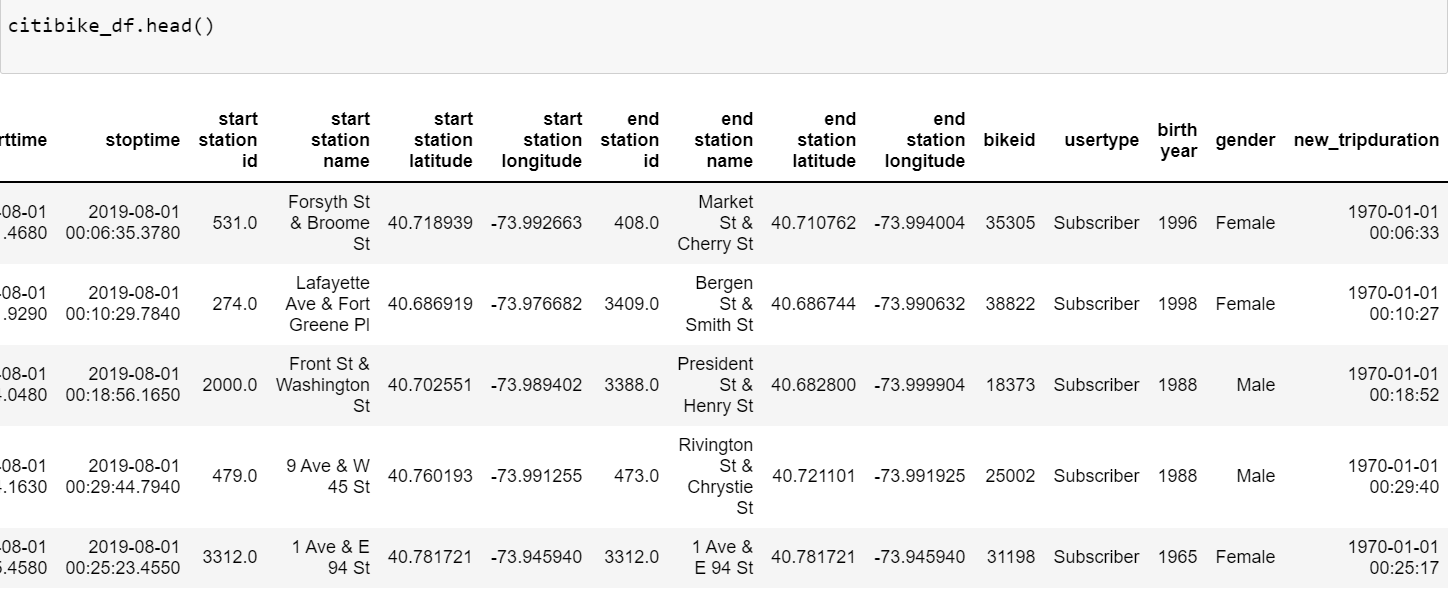 citibike_df.head()
rttime stoptime start station id start station name start station latitude start station longitude end station id end station name end station latitude end station longitude bikeid usertype birth year gender new_tripduration
-08-01 .4680 2019-08-01 00:06:35.3780 531.0 Forsyth St & Broome St 40.718939 -73.992663 408.0 Market St & Cherry St 40.710762 -73.994004 35305 Subscriber 1996 Female 1970-01-01 00:06:33
-08-01 .9290 2019-08-01 00:10:29.7840 274.0 Lafayette Ave & Fort Greene Pl 40.686919 -73.976682 3409.0 Bergen St & Smith St 40.686744 -73.990632 38822 Subscriber 1998 Female 1970-01-01 00:10:27
-08-01 .0480 2019-08-01 00:18:56.1650 2000.0 Front St & Washington St 40.702551 -73.989402 3388.0 President St & Henry St 40.682800 -73.999904 18373 Subscriber 1988 Male 1970-01-01 00:18:52
-08-01 .1630 2019-08-01 00:29:44.7940 479.0 9 Ave & W 45 St 40.760193 -73.991255 473.0 Rivington St & Chrystie St 40.721101 -73.991925 25002 Subscriber 1988 Male 1970-01-01 00:29:40
-08-01 .4580 2019-08-01 00:25:23.4550 3312.0 1 Ave & E 94 St 40.781721 -73.945940 3312.0 1 Ave & E 94 St 40.781721 -73.945940 31198 Subscriber 1965 Female 1970-01-01 00:25:17